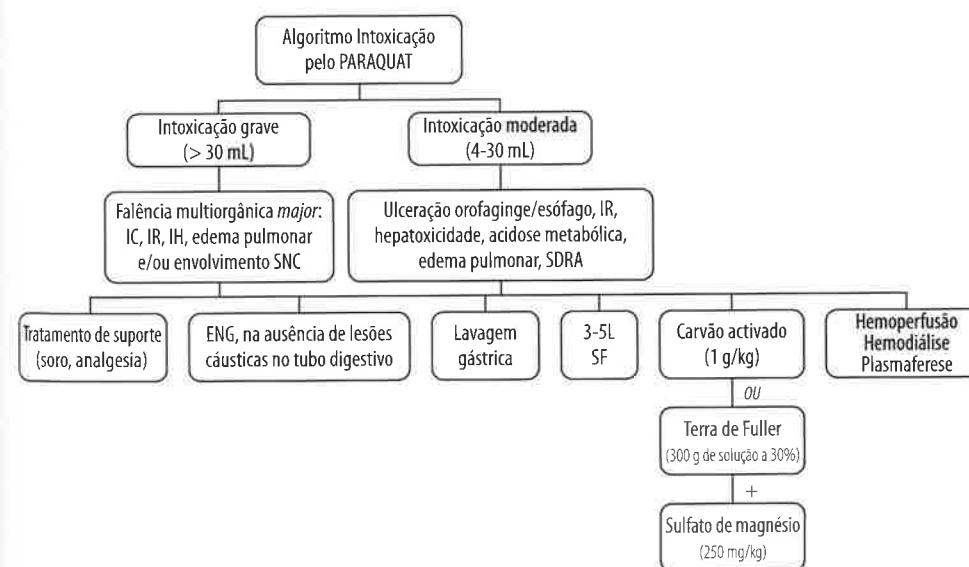 Algoritmo Intoxicação
pelo PARAQUAT
Intoxicação grave
(> 30 mL)
Intoxicação moderada
(4-30 mL)
Falência multiorgânica major:
IC, IR, IH, edema pulmonar
e/ou envolvimento SNC
Ulceração orofaginge/esófago, IR,
hepatoxicidade, acidose metabólica,
edema pulmonar, SDRA
Tratamento de suporte
(soro, analgesia)
ENG, na ausência de lesões
cáusticas no tubo digestivo
Lavagem
gástrica
3-5L
SF
Carvão activado
(1 g/kg)
Hemoperfusão
Hemodiálise
Plasmaferese
OU
Terra de Fuller
(300 g de solução a 30%)
+
Sulfato de magnésio
(250 mg/kg)